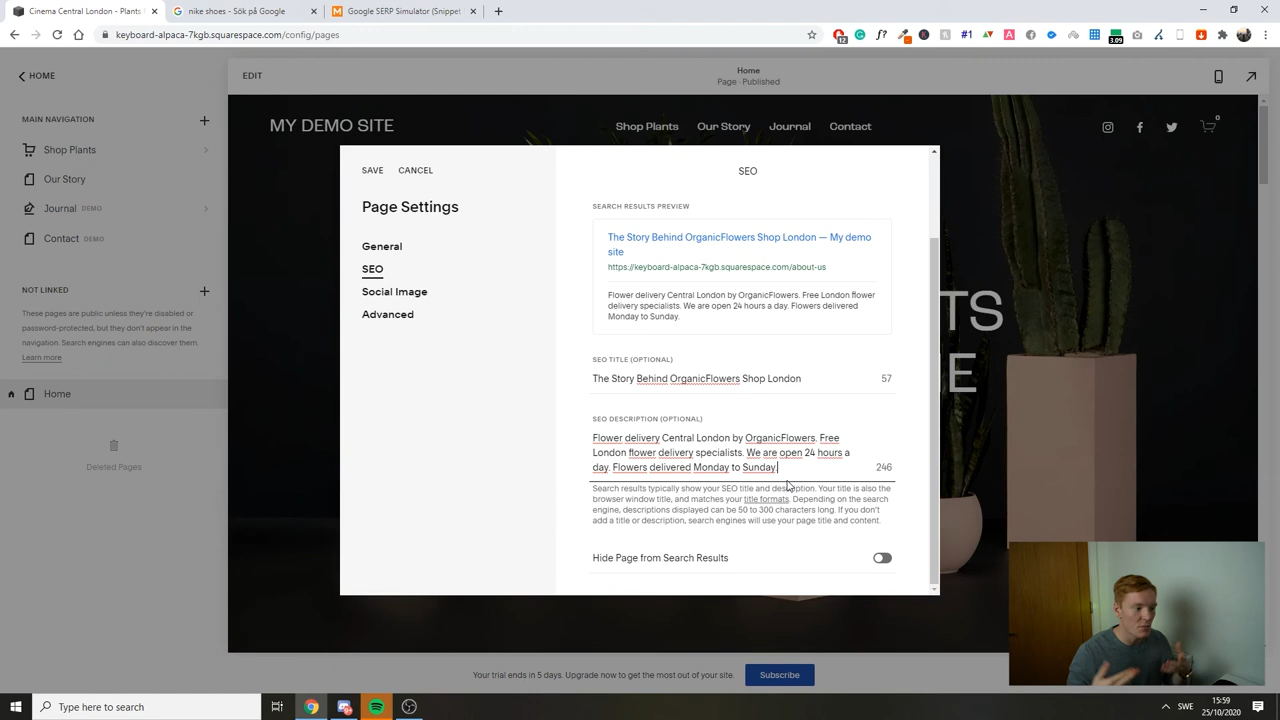 Cinema Central London - Plants
nike shoes - Sök på Google
Google SERP Simulator (Snippet
keyboard-alpaca-7kgb.squarespace.com/config/pages
12
#1
3.09
HOME
EDIT
Home
Page · Published
MAIN NAVIGATION
Shop Plants
Our Story
Journal DEMO
Contact DEMO
NOT LINKED
These pages are public unless they're disabled or
password-protected, but they don't appear in the
navigation. Search engines can also discover them.
Learn more
Home
Deleted Pages
MY DEMO SITE
Shop Plants
Our Story
Journal
Contact
0
TS
E
SAVE
CANCEL
Page Settings
General
SEO
Social Image
Advanced
SEO
SEARCH RESULTS PREVIEW
The Story Behind OrganicFlowers Shop London — My demo
site
https://keyboard-alpaca-7kgb.squarespace.com/about-us
Flower delivery Central London by OrganicFlowers. Free London flower
delivery specialists. We are open 24 hours a day. Flowers delivered
Monday to Sunday.
SEO TITLE (OPTIONAL)
The Story Behind OrganicFlowers Shop London 57
SEO DESCRIPTION (OPTIONAL)
Flower delivery Central London by OrganicFlowers. Free
London flower delivery specialists. We are open 24 hours a
day. Flowers delivered Monday to Sunday. 246
Search results typically show your SEO title and description. Your title is also the
browser window title, and matches your title formats. Depending on the search
engine, descriptions displayed can be 50 to 300 characters long. If you don't
add a title or description, search engines will use your page title and content.
Hide Page from Search Results
Your trial ends in 5 days. Upgrade now to get the most out of your site.
Subscribe
Type here to search
SWE
15:59
25/10/2020